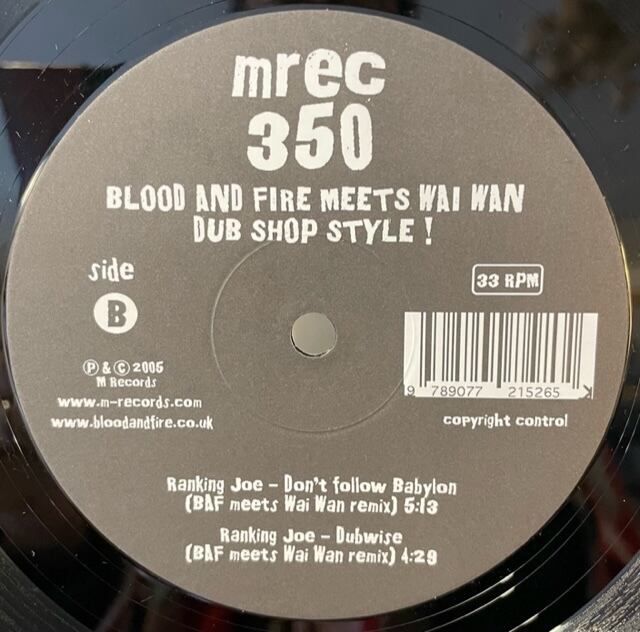 mrec
350
BLOOD AND FIRE MEETS WAI WAN
DUB SHOP STYLE !
side
B
33 RPM
Ⓟ & © 2005
M Records
www.m-records.com
www.bloodandfire.co.uk
9 789077 215265 K
copyright control
Ranking Joe - Don't follow Babylon
(BAF meets Wai Wan remix) 5:13
Ranking Joe - Dubwise
(BAF meets Wai Wan remix) 4:29